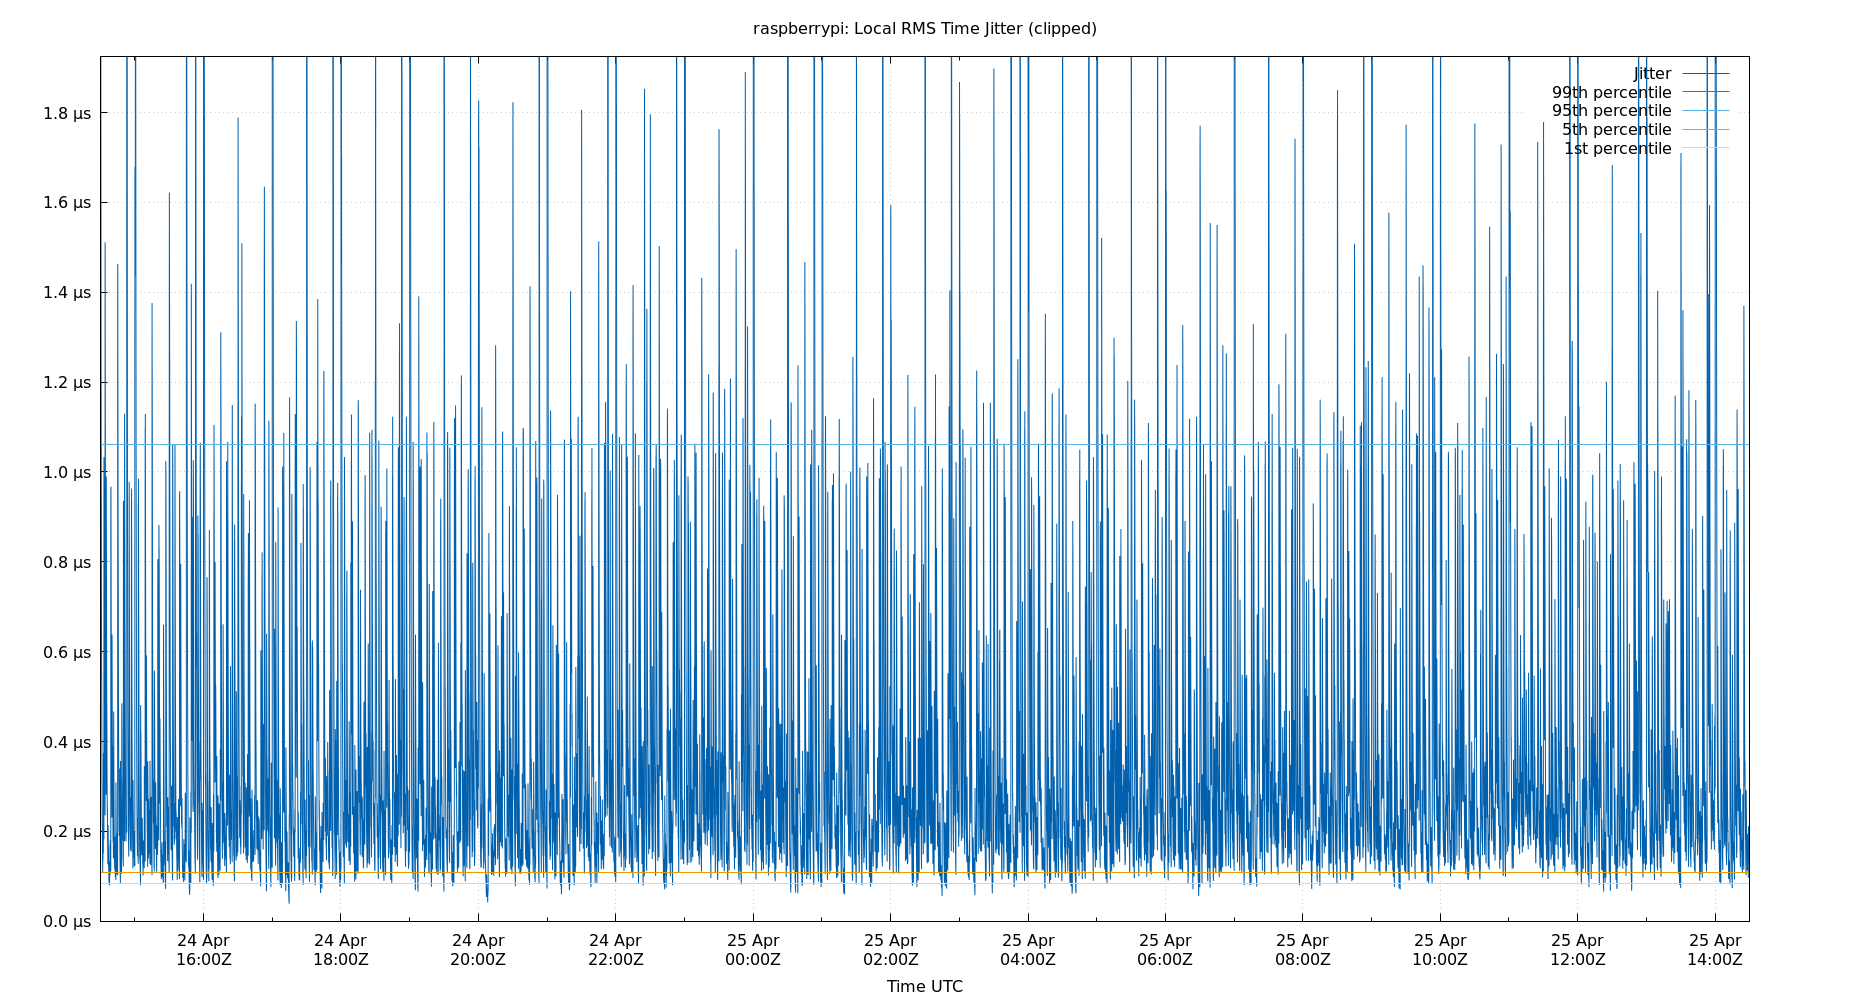 raspberrypi: Local RMS Time Jitter (clipped)
Jitter
99th percentile
95th percentile
5th percentile
1st percentile
1.8 µs
1.6 µs
1.4 µs
1.2 µs
1.0 µs
0.8 µs
0.6 µs
0.4 µs
0.2 µs
0.0 µs
24 Apr 24 Apr 24 Apr 24 Apr 25 Apr 25 Apr 25 Apr 25 Apr 25 Apr 25 Apr 25 Apr 25 Apr
16:00Z 18:00Z 20:00Z 22:00Z 00:00Z 02:00Z 04:00Z 06:00Z 08:00Z 10:00Z 12:00Z 14:00Z
Time UTC